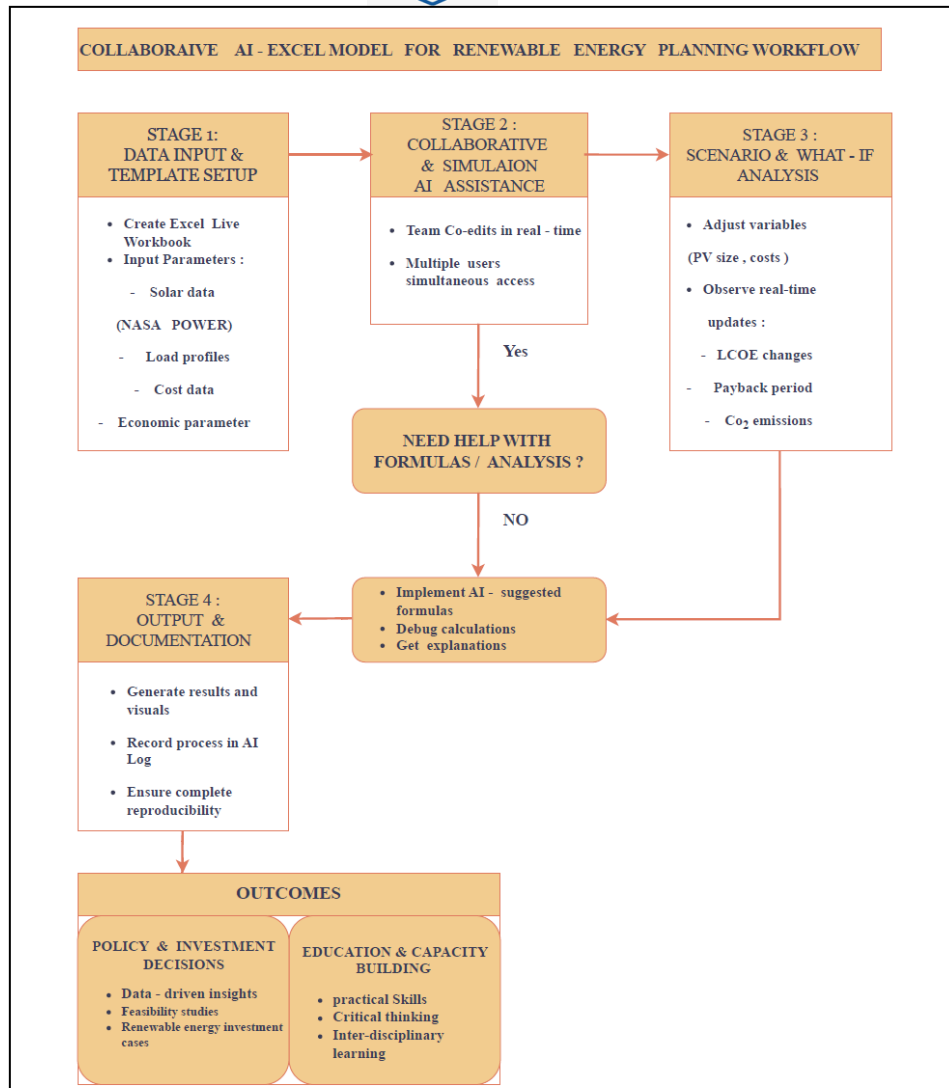 COLLABORAIVE AI - EXCEL MODEL FOR RENEWABLE ENERGY PLANNING WORKFLOW
STAGE 1:
DATA INPUT &
TEMPLATE SETUP
• Create Excel Live
Workbook
• Input Parameters :
- Solar data
(NASA POWER)
- Load profiles
- Cost data
- Economic parameter
STAGE 2 :
COLLABORATIVE
& SIMULAION
AI ASSISTANCE
• Team Co-edits in real - time
• Multiple users
simultaneous access
STAGE 3 :
SCENARIO & WHAT - IF
ANALYSIS
• Adjust variables
(PV size , costs )
• Observe real-time
updates :
- LCOE changes
- Payback period
- Co₂ emissions
Yes
NEED HELP WITH
FORMULAS / ANALYSIS ?
NO
• Implement AI - suggested
formulas
• Debug calculations
• Get explanations
STAGE 4 :
OUTPUT &
DOCUMENTATION
• Generate results and
visuals
• Record process in AI
Log
• Ensure complete
reproducibility
OUTCOMES
POLICY & INVESTMENT
DECISIONS
• Data - driven insights
• Feasibility studies
• Renewable energy investment
cases
EDUCATION & CAPACITY
BUILDING
• practical Skills
• Critical thinking
• Inter-disciplinary
learning